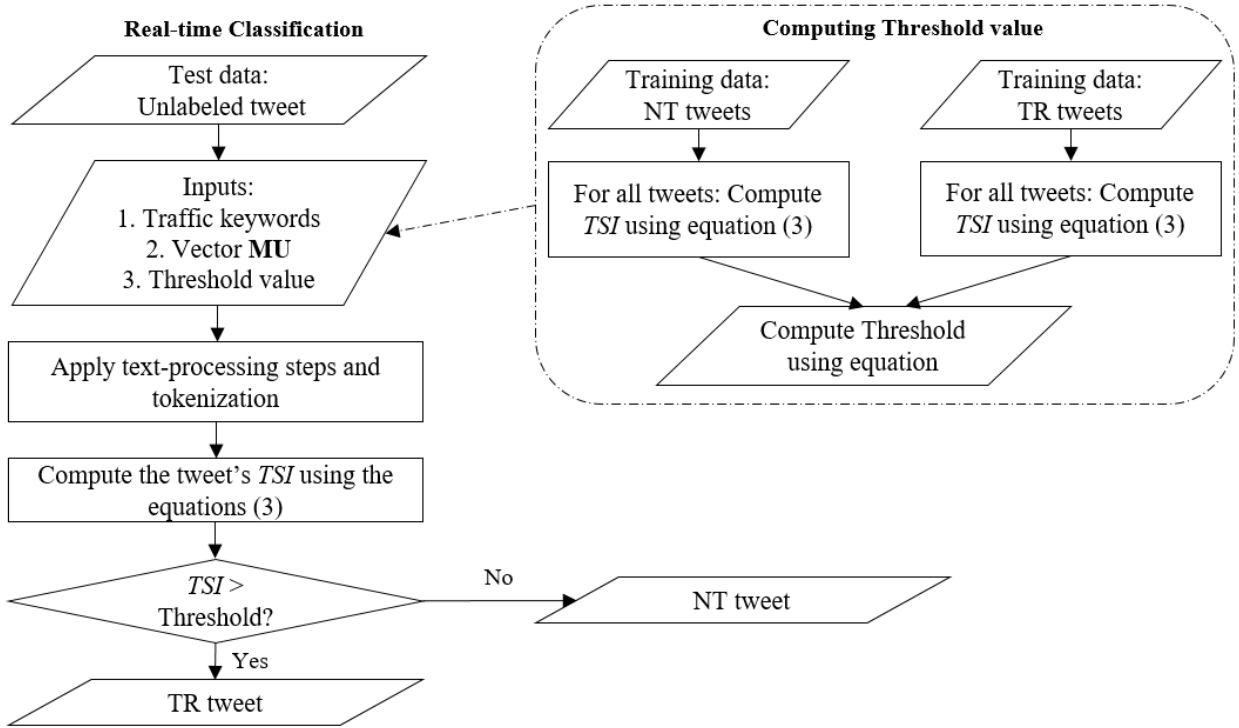 Real-time Classification
Test data:
Unlabeled tweet
Inputs:
1. Traffic keywords
2. Vector MU
3. Threshold value
Apply text-processing steps and
tokenization
Compute the tweet’s TSI using the
equations (3)
TSI >
Threshold?
No
NT tweet
Yes
TR tweet
Computing Threshold value
Training data:
NT tweets
For all tweets: Compute
TSI using equation (3)
Training data:
TR tweets
For all tweets: Compute
TSI using equation (3)
Compute Threshold
using equation